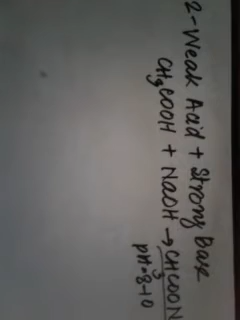 2-Weak Acid + Strong base
CH3COOH + NaOH → CH3COON
pH=8-10